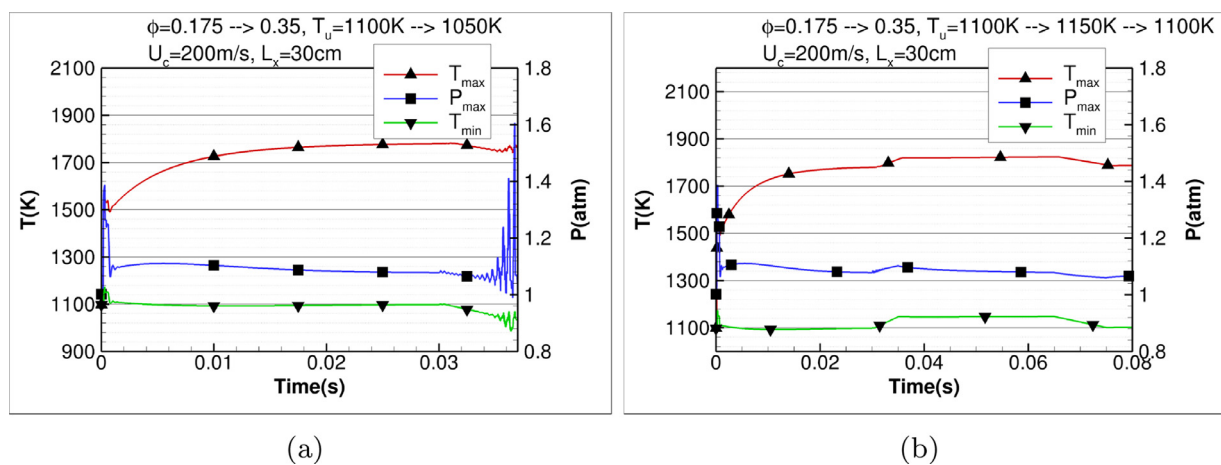 ϕ=0.175 --> 0.35, Tu=1100K --> 1050K
Uc=200m/s, Lx=30cm
2100
1900
1700
1500
1300
1100
900
T(K)
1.8
1.6
1.4
1.2
1
0.8
P(atm)
Tmax
Pmax
Tmin
0
0.01
0.02
0.03
Time(s)
(a)
ϕ=0.175 --> 0.35, Tu=1100K --> 1150K --> 1100K
Uc=200m/s, Lx=30cm
2100
1900
1700
1500
1300
1100
T(K)
1.8
1.6
1.4
1.2
1
0.8
P(atm)
Tmax
Pmax
Tmin
0
0.02
0.04
0.06
0.08
Time(s)
(b)